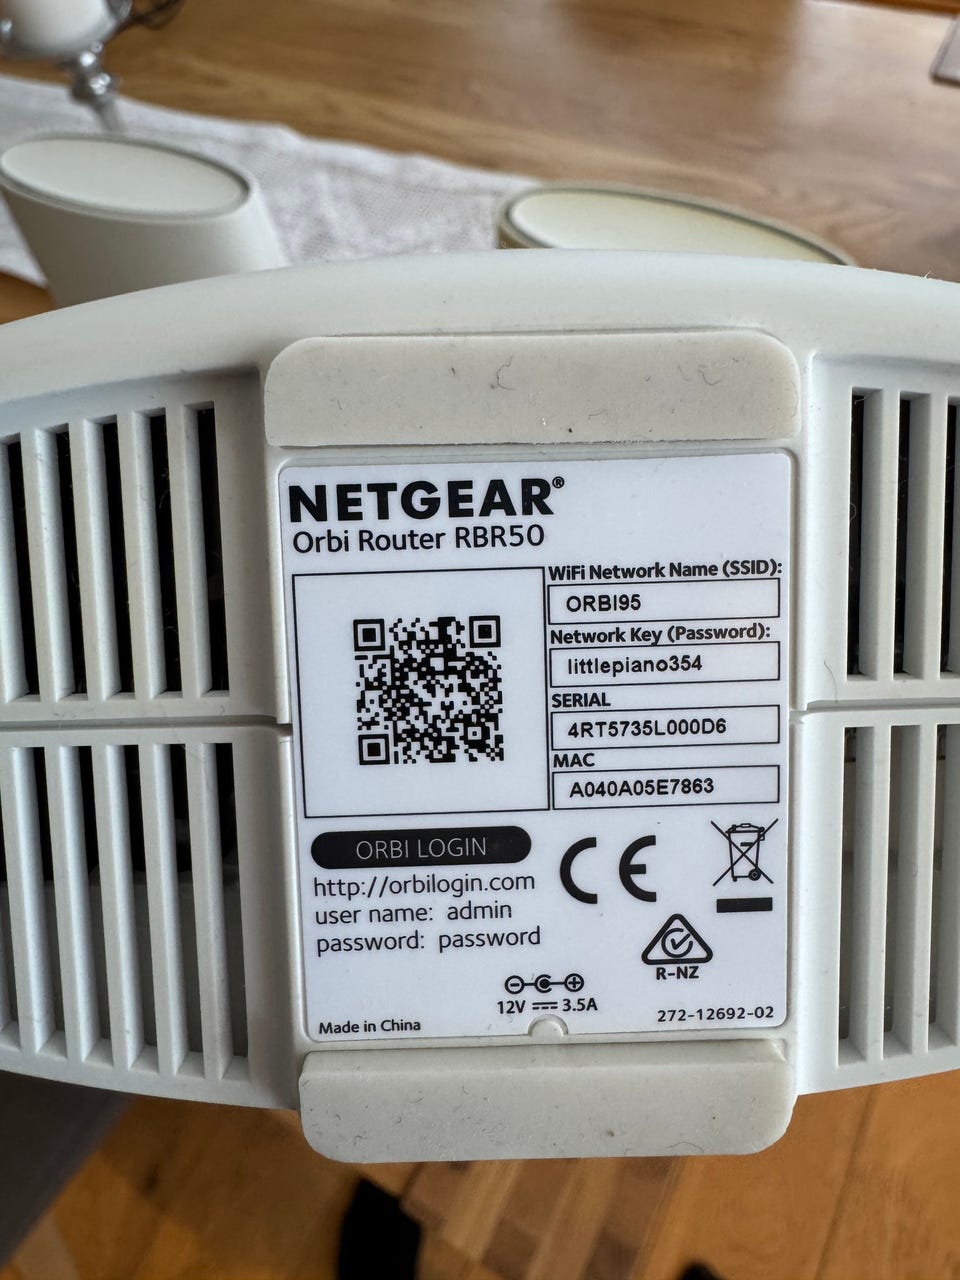 NETGEAR®
Orbi Router RBR50
WiFi Network Name (SSID):
ORBI95
Network Key (Password):
littlepiano354
SERIAL
4RT5735L000D6
MAC
A040A05E7863
ORBI LOGIN
http://orbilogin.com
user name: admin
password: password
CE
R-NZ
12V 3.5A
Made in China
272-12692-02